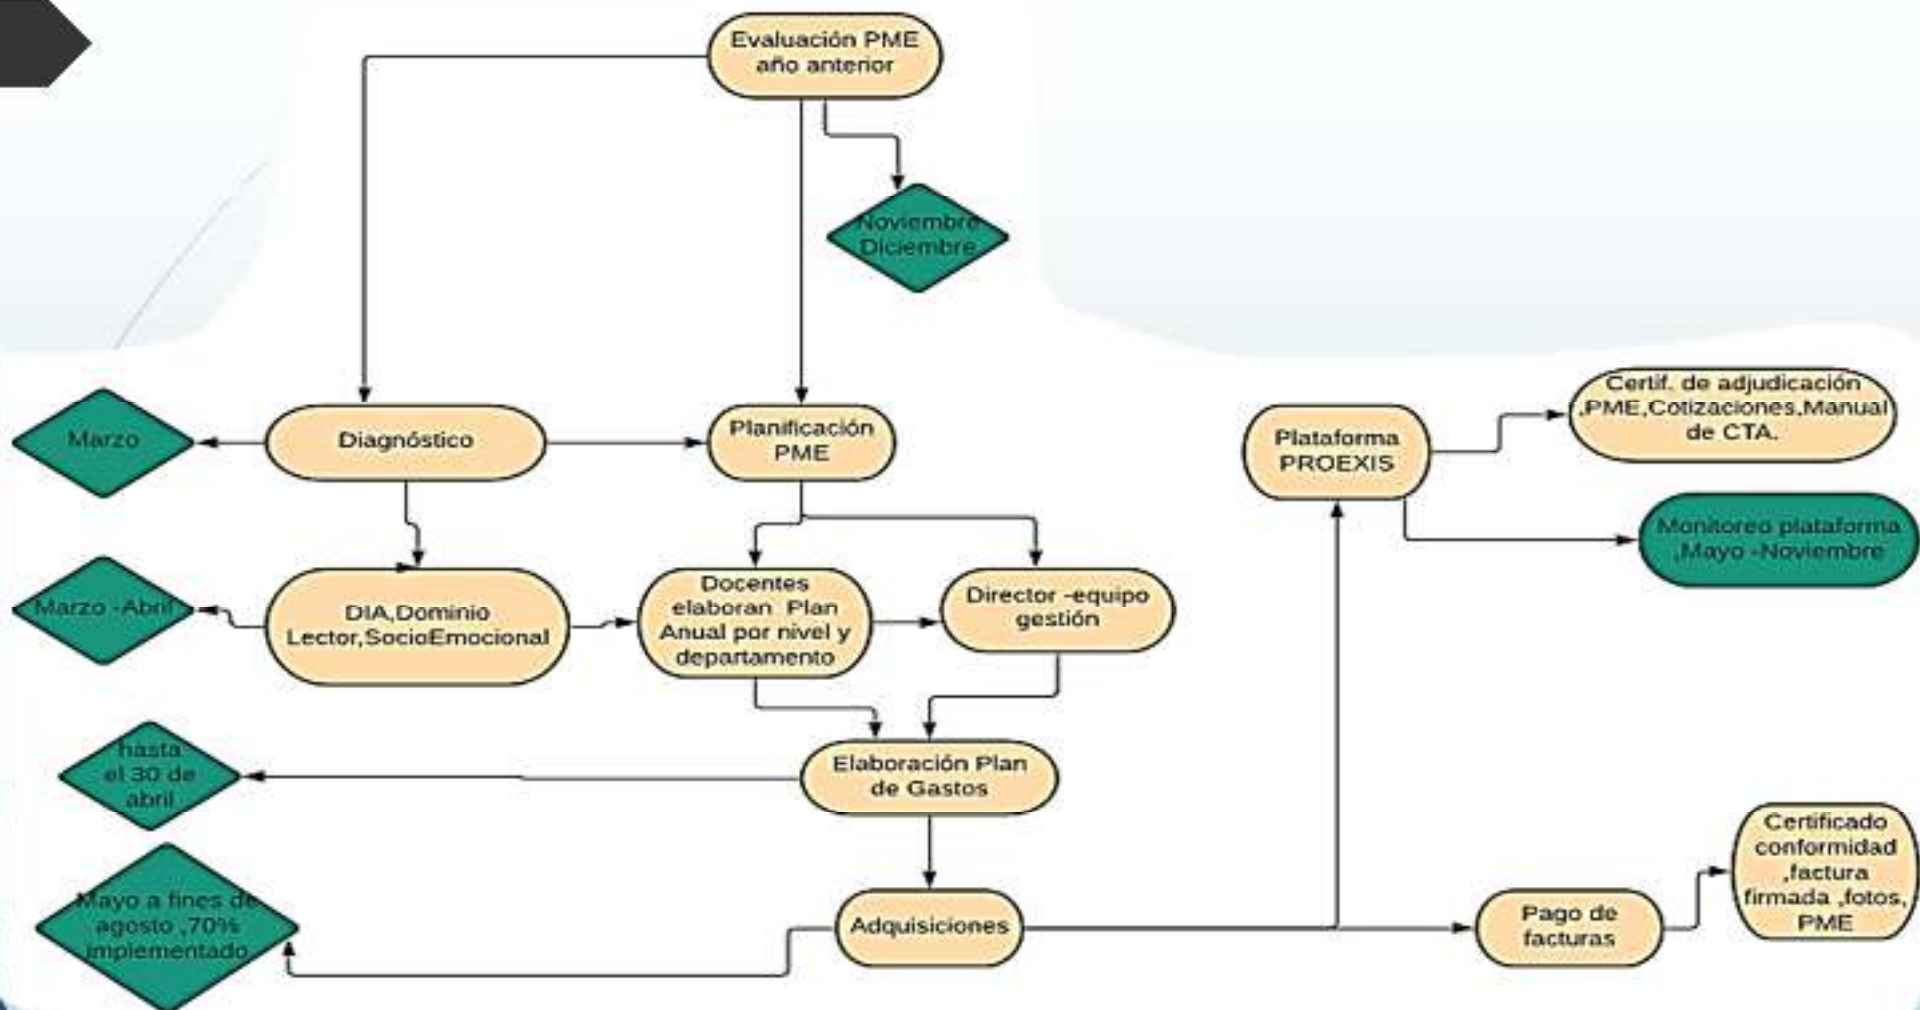 Evaluación PME
año anterior
Noviembre
Diciembre
Marzo
Diagnóstico
Planificación
PME
Plataforma
PROEXIS
Certif. de adjudicación
,PME,Cotizaciones,Manual
de CTA.
Monitoreo plataforma
,Mayo -Noviembre
Marzo -Abril
DIA,Dominio
Lector,SocioEmocional
Docentes
elaboran Plan
Anual por nivel y
departamento
Director -equipo
gestión
hasta
el 30 de
abril
Elaboración Plan
de Gastos
Mayo a fines de
agosto ,70%
implementado
Adquisiciones
Pago de
facturas
Certificado
conformidad
,factura
firmada ,fotos,
PME